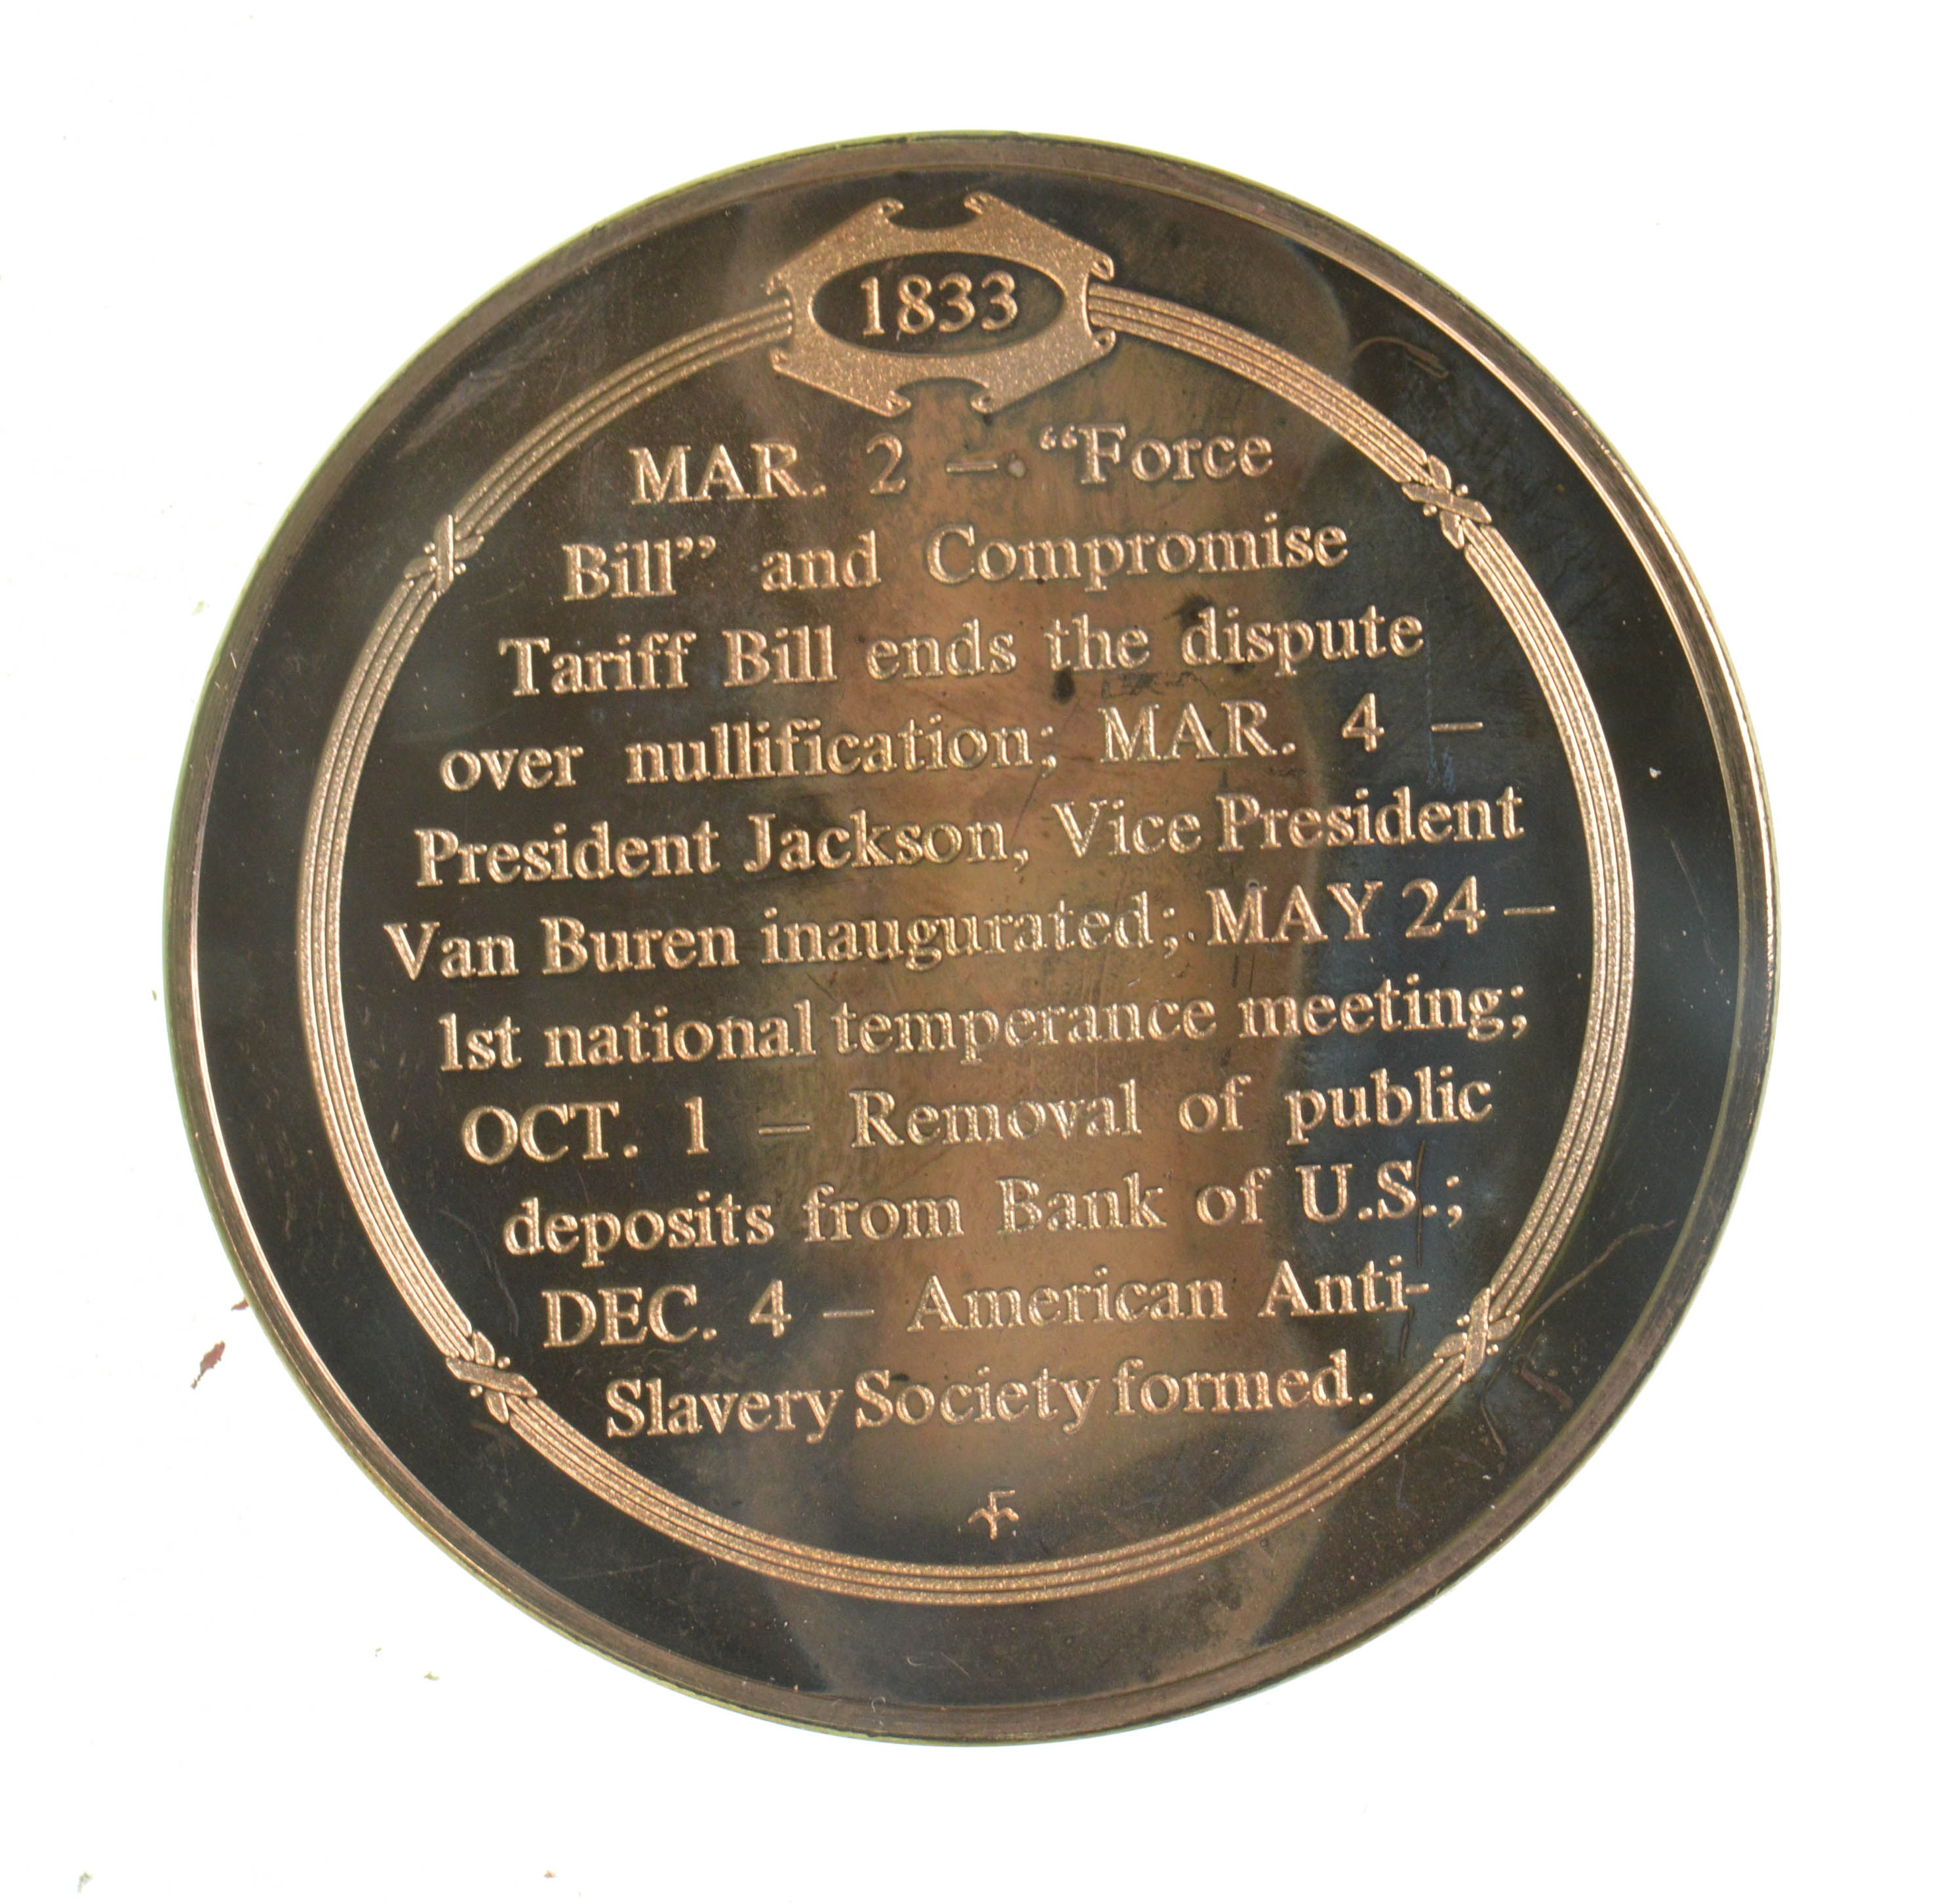 1833
MAR. 2 – “Force
Bill” and Compromise
Tariff Bill ends the dispute
over nullification; MAR. 4 –
President Jackson, Vice President
Van Buren inaugurated; MAY 24 –
1st national temperance meeting;
OCT. 1 – Removal of public
deposits from Bank of U.S.;
DEC. 4 – American Anti-
Slavery Society formed.